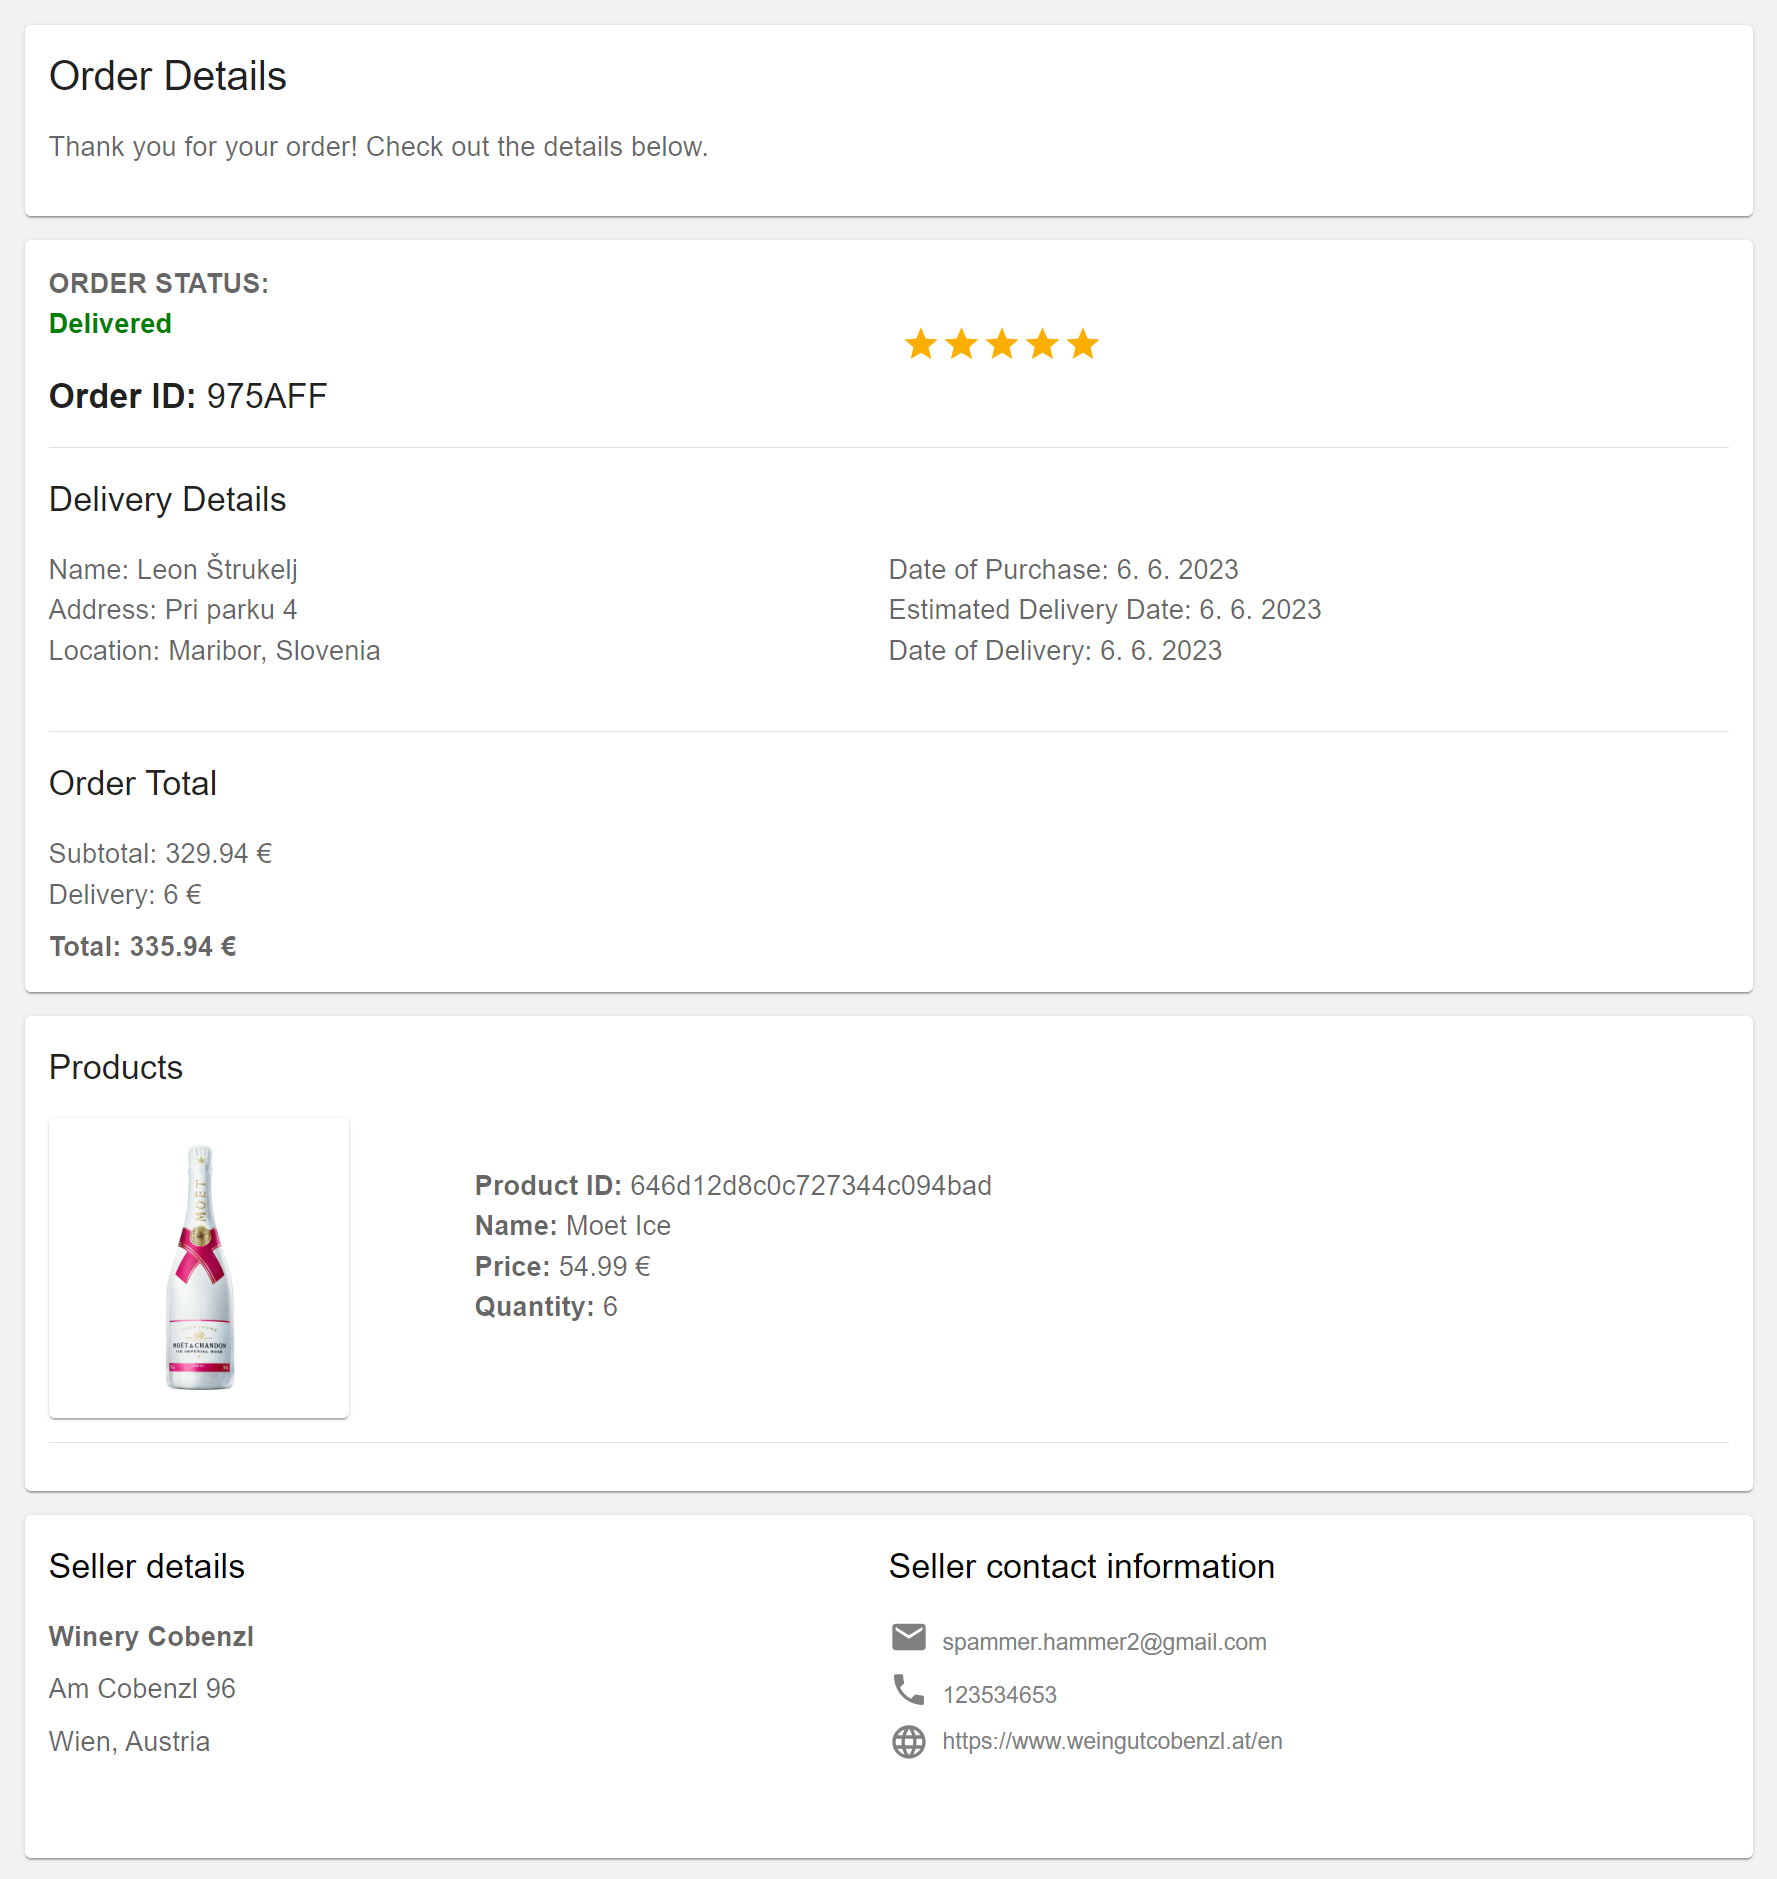 Order Details
Thank you for your order! Check out the details below.
ORDER STATUS:
Delivered
Order ID: 975AFF
Delivery Details
Name: Leon Štrukelj
Address: Pri parku 4
Location: Maribor, Slovenia
Date of Purchase: 6. 6. 2023
Estimated Delivery Date: 6. 6. 2023
Date of Delivery: 6. 6. 2023
Order Total
Subtotal: 329.94 €
Delivery: 6 €
Total: 335.94 €
Products
MOËT
CHAMPAGNE
MOËT & CHANDON
ICE IMPÉRIAL ROSÉ
Product ID: 646d12d8c0c727344c094bad
Name: Moet Ice
Price: 54.99 €
Quantity: 6
Seller details
Winery Cobenzl
Am Cobenzl 96
Wien, Austria
Seller contact information
spammer.hammer2@gmail.com
123534653
https://www.weingutcobenzl.at/en